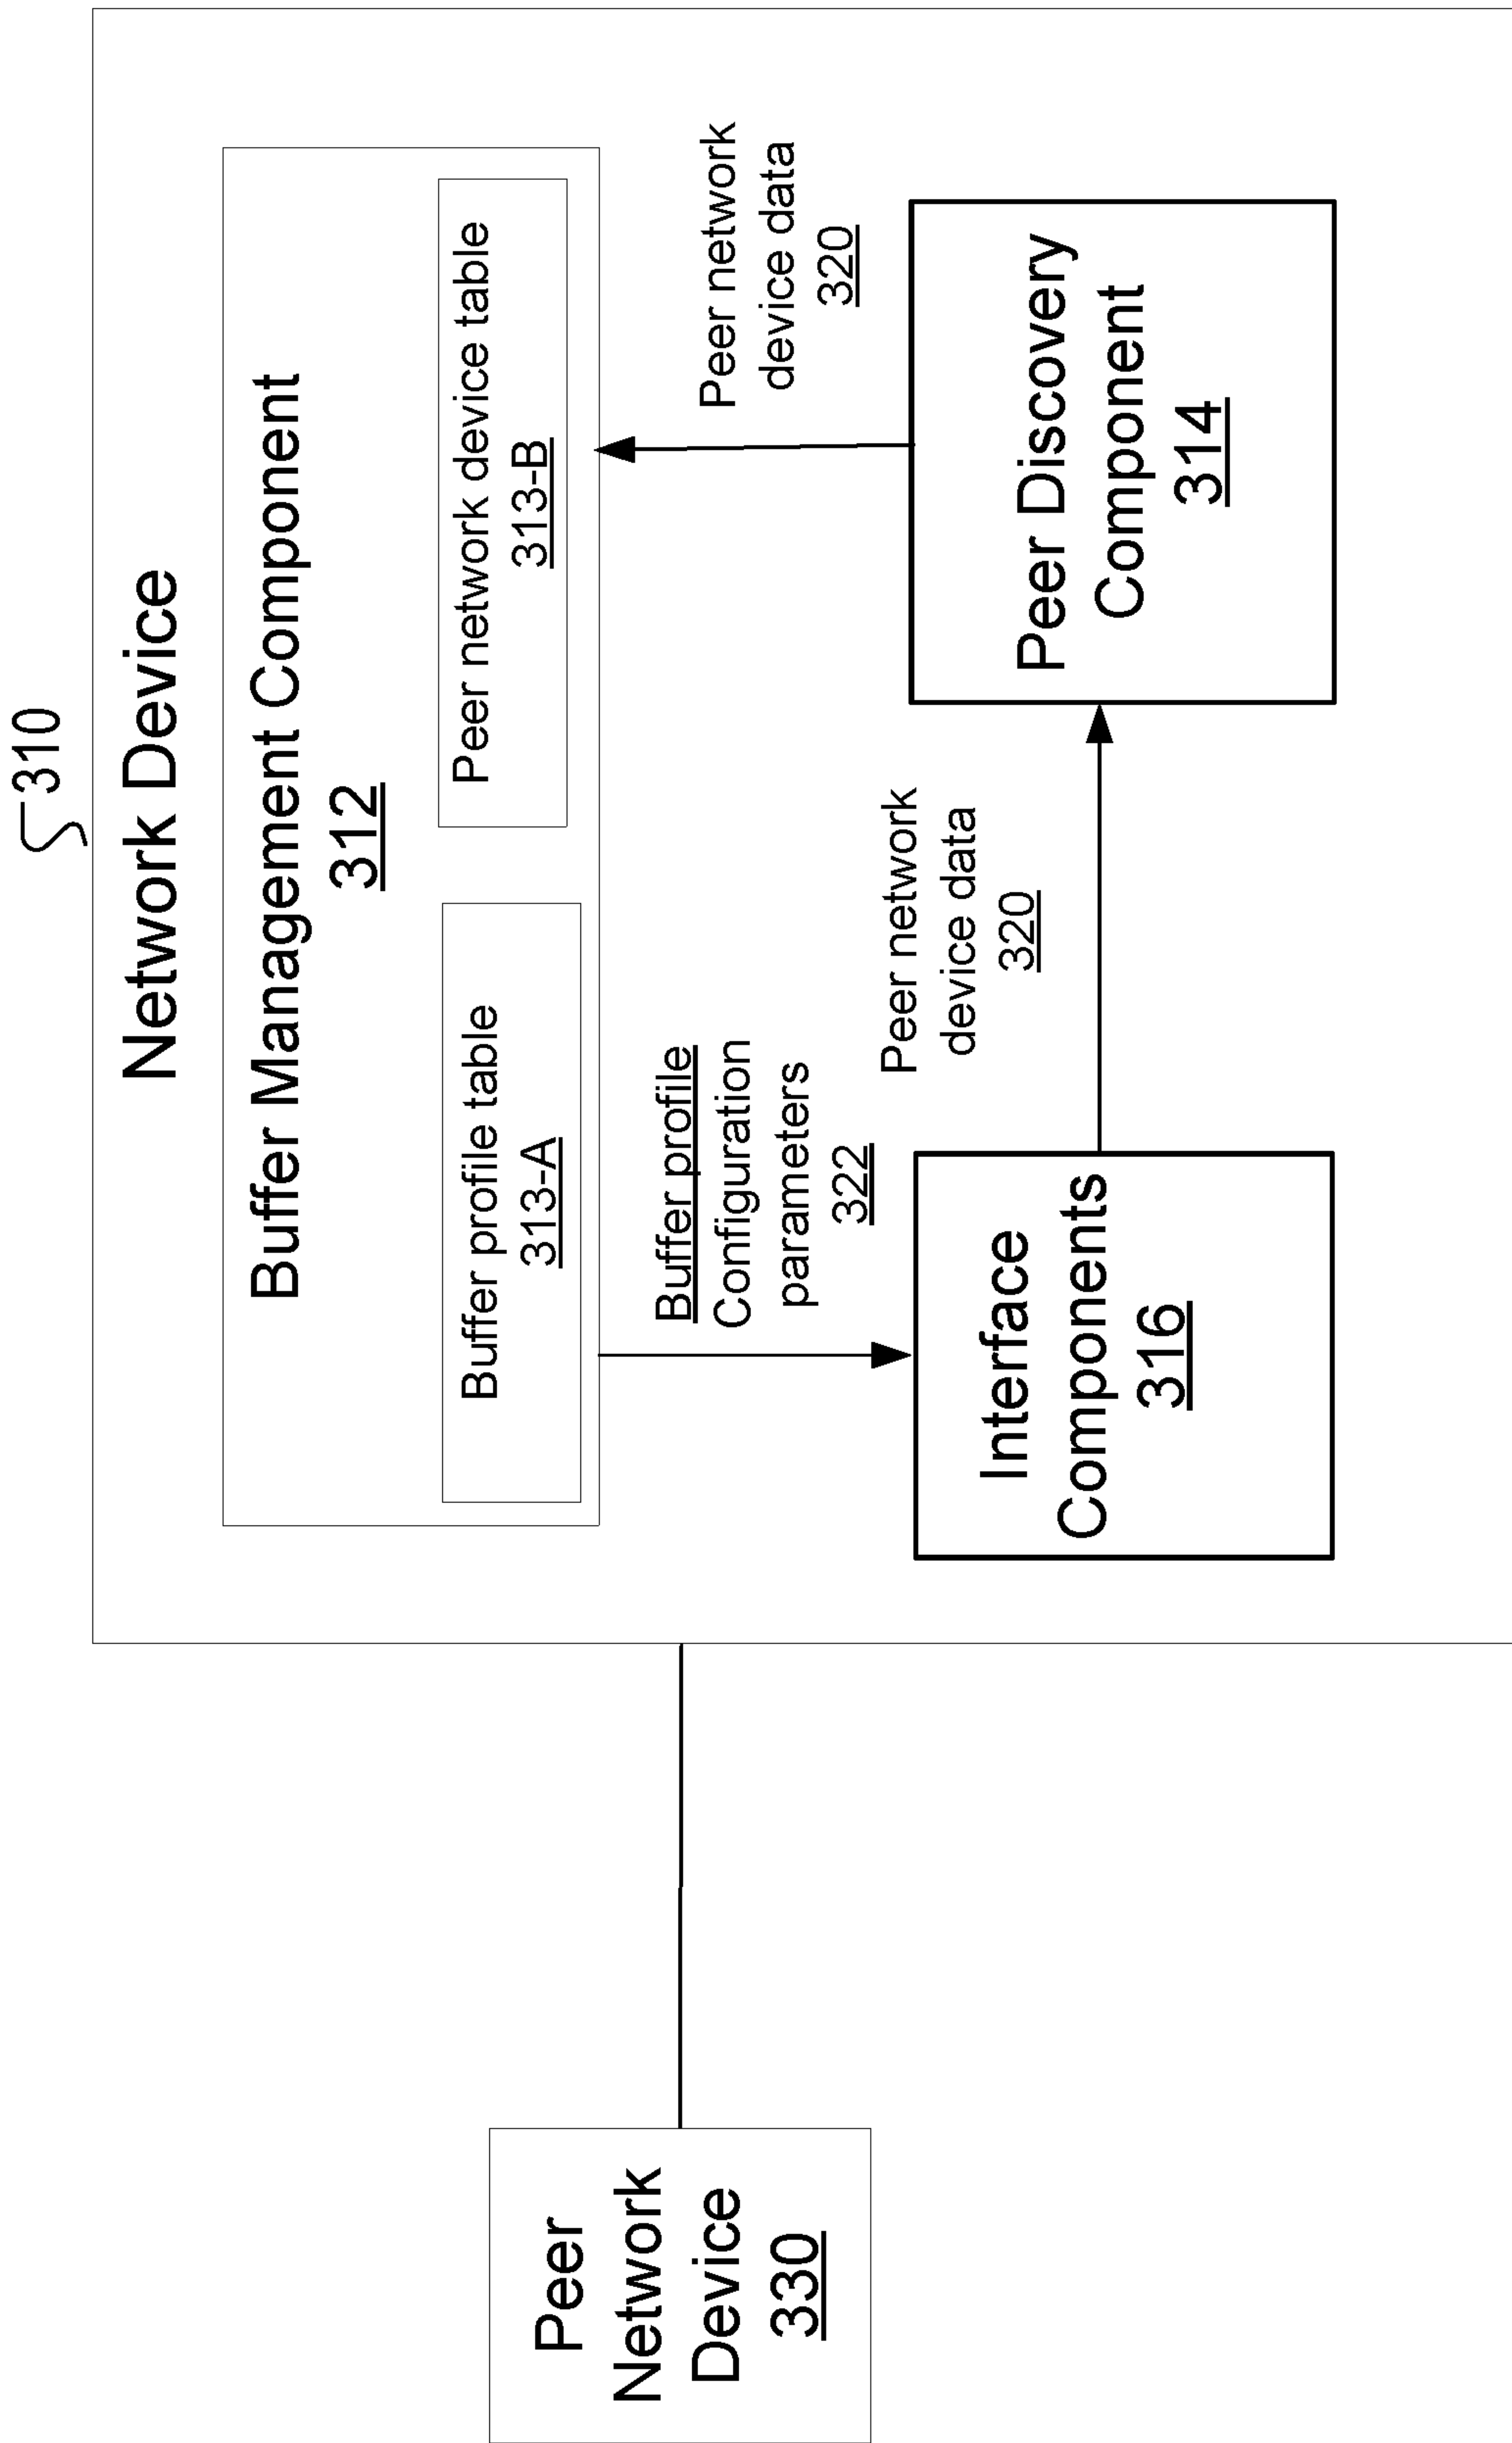 310
Network Device
Buffer Management Component
312
Buffer profile table
313-A
Peer network device table
313-B
Buffer profile
Configuration
parameters
322
Peer network
device data
320
Peer network
device data
320
Interface
Components
316
Peer Discovery
Component
314
Peer
Network
Device
330